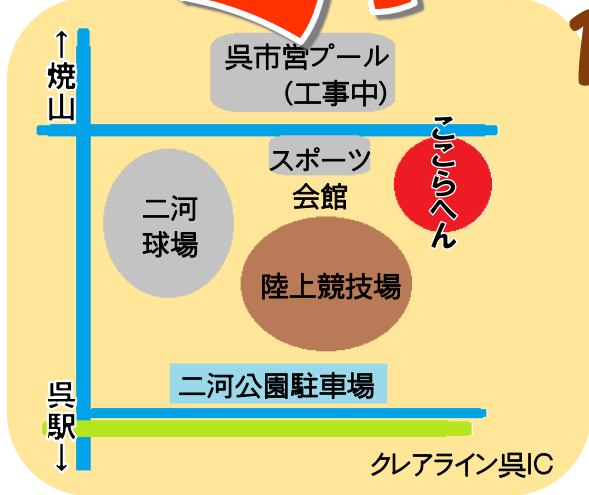 ↑焼山
呉市営プール
(工事中)
ここらへん
スポーツ
会館
二河
球場
陸上競技場
二河公園駐車場
呉駅↓
クレアライン呉IC